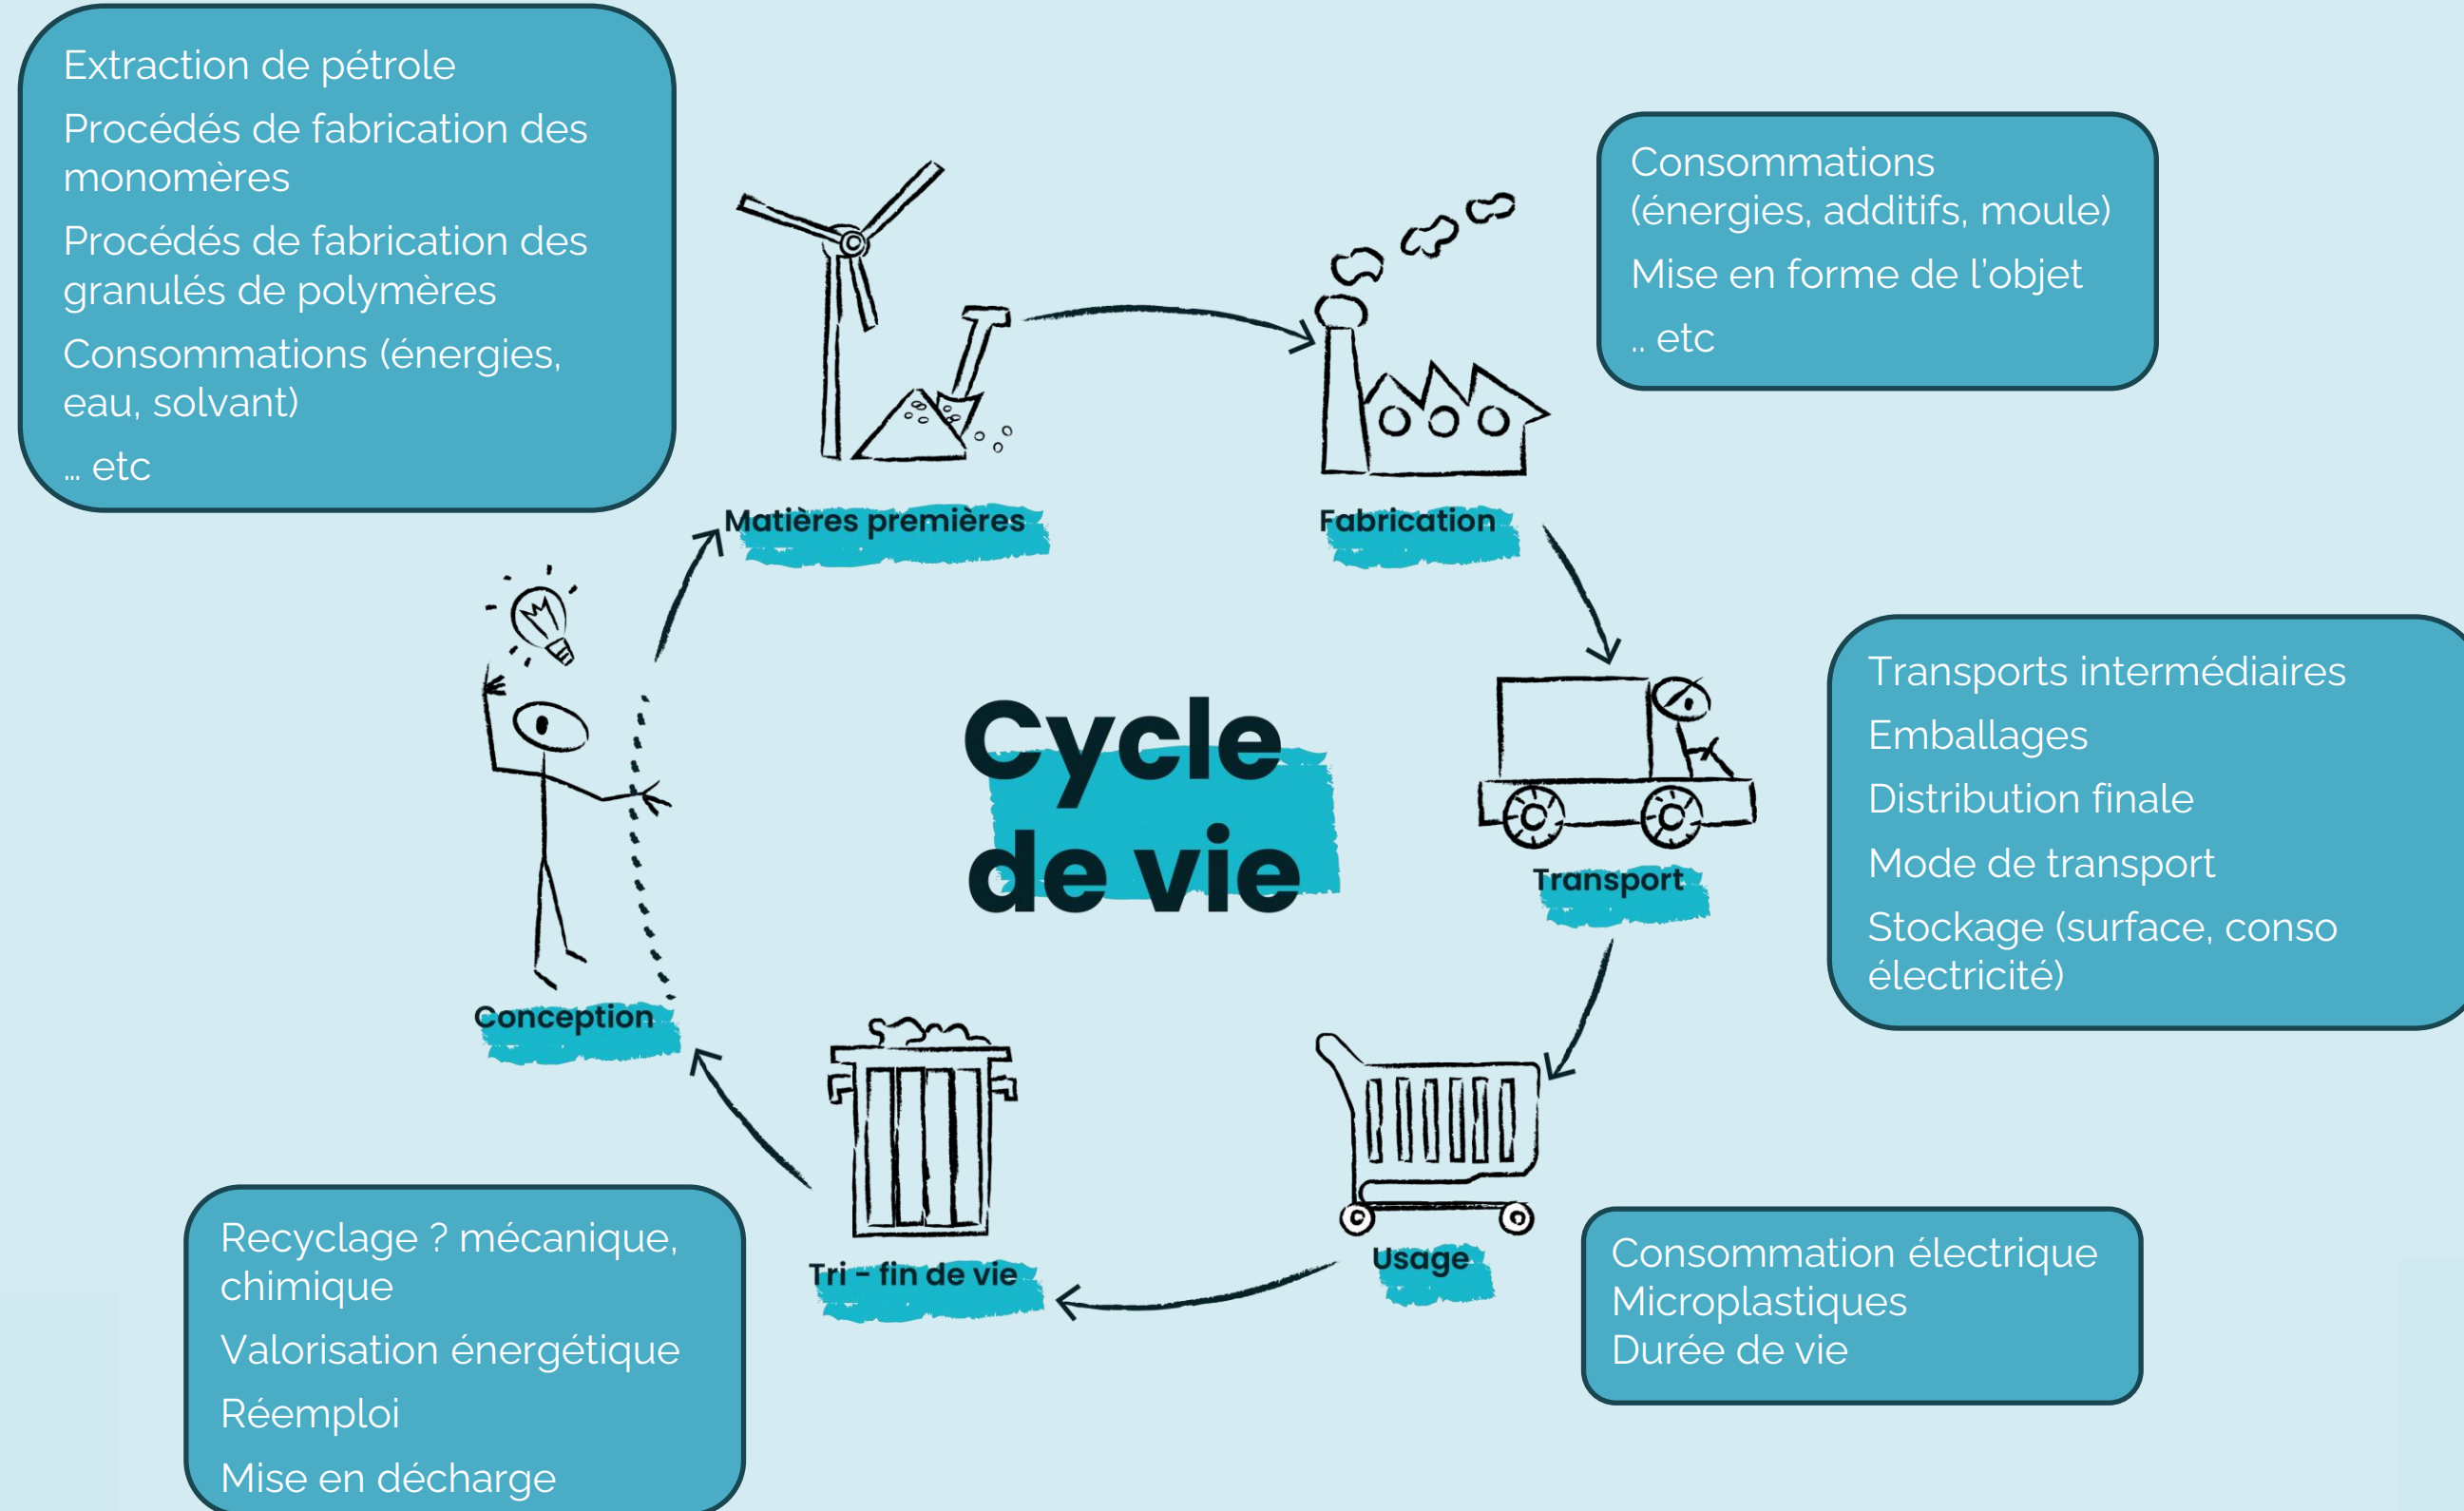 Extraction de pétrole
Procédés de fabrication des
monomères
Procédés de fabrication des
granulés de polymères
Consommations (énergies,
eau, solvant)
... etc
Consommations
(énergies, additifs, moule)
Mise en forme de l'objet
.. etc
Matières premières
Fabrication
Transports intermédiaires
Emballages
Distribution finale
Mode de transport
Stockage (surface, conso
électricité)
Cycle
de vie
Transport
Conception
Recyclage ? mécanique,
chimique
Valorisation énergétique
Réemploi
Mise en décharge
Tri - fin de vie
Usage
Consommation électrique
Microplastiques
Durée de vie